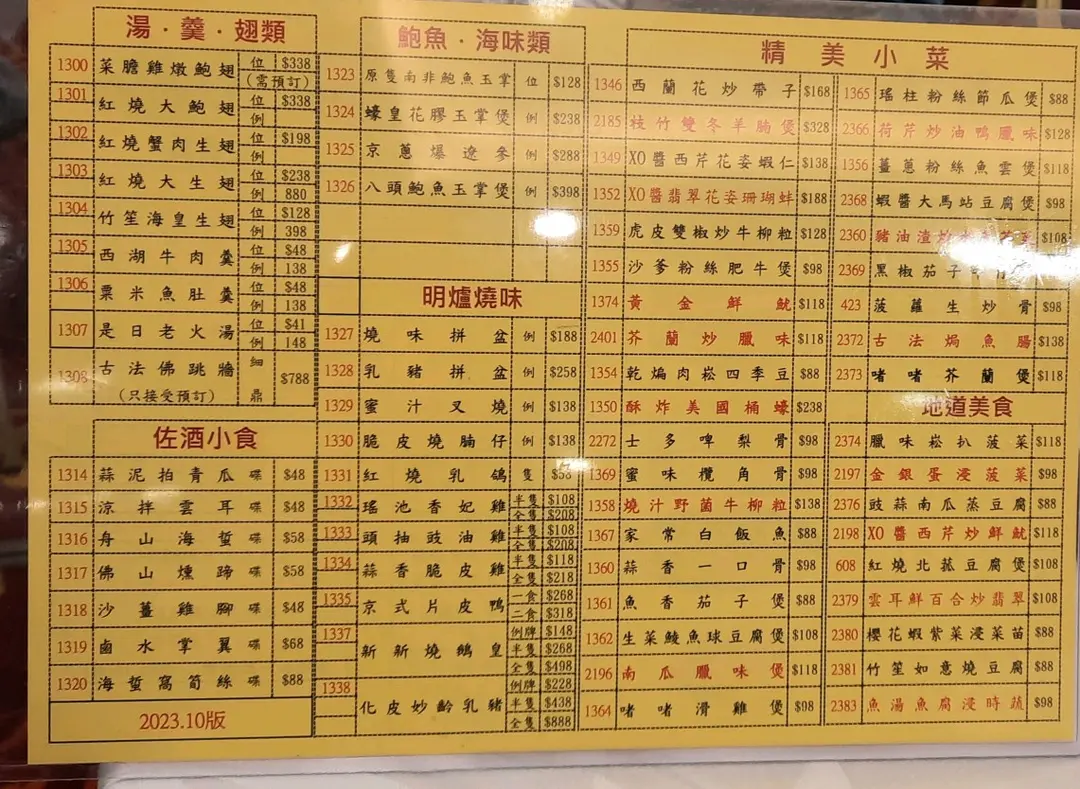 湯·羹·翅類
1300 菜膽雞燉鮑翅 位 $338 (需預訂)
1301 紅燒大鮑翅 位 $338 例
1302 紅燒蟹肉生翅 位 $198 例
1303 紅燒大生翅 位 $238 例 880
1304 竹笙海皇生翅 位 $128 例 398
1305 西湖牛肉羹 位 $48 例 138
1306 粟米魚肚羹 位 $48 例 138
1307 是日老火湯 位 $41 例 148
1308 古法佛跳牆 (只接受預訂) 細鼎 $788
佐酒小食
1314 蒜泥拍青瓜 碟 $48
1315 涼拌雲耳 碟 $48
1316 舟山海蜇 碟 $58
1317 佛山燻蹄 碟 $58
1318 沙薑雞腳 碟 $48
1319 鹵水掌翼 碟 $68
1320 海蜇窩筍絲 碟 $88
2023.10版
鮑魚·海味類
1323 原隻南非鮑魚玉掌 位 $128
1324 蠔皇花膠玉掌煲 例 $238
1325 京蔥爆遼參 例 $288
1326 八頭鮑魚玉掌煲 例 $398
明爐燒味
1327 燒味拼盆 例 $188
1328 乳豬拼盆 例 $258
1329 蜜汁叉燒 例 $138
1330 脆皮燒腩仔 例 $138
1331 紅燒乳鴿 隻 $58
1332 瑤池香妃雞 半隻 $108 全隻 $208
1333 頭抽豉油雞 半隻 $108 全隻 $208
1334 蒜香脆皮雞 半隻 $118 全隻 $218
1335 京式片皮鴨 一食 $268 二食 $318
1337 新新燒鵝皇 例牌 $148 半隻 $268 全隻 $498
1338 化皮妙齡乳豬 例牌 $228 半隻 $438 全隻 $888
精美小菜
1346 西蘭花炒帶子 $168
2185 枝竹雙冬羊腩煲 $328
1349 XO醬西芹花姿蝦仁 $138
1352 XO醬翡翠花姿珊瑚蚌 $188
1359 虎皮雙椒炒牛柳粒 $128
1355 沙爹粉絲肥牛煲 $98
1374 黃金鮮魷 $118
2401 芥蘭炒臘味 $118
1354 乾煸肉崧四季豆 $88
1350 酥炸美國桶蠔 $238
2272 士多啤梨骨 $98
1369 蜜味欖角骨 $98
1358 燒汁野菌牛柳粒 $138
1367 家常白飯魚 $88
1360 蒜香一口骨 $98
1361 魚香茄子煲 $88
1362 生菜鯪魚球豆腐煲 $108
2196 南瓜臘味煲 $118
1364 啫啫滑雞煲 $98
1365 瑤柱粉絲節瓜煲 $88
2366 荷芹炒油鴨臘味 $128
1356 薑蔥粉絲魚雲煲 $118
2368 蝦醬大馬站豆腐煲 $98
2360 豬油渣炒 $108
2369 黑椒茄子
423 菠蘿生炒骨 $98
2372 古法焗魚腸 $138
2373 啫啫芥蘭煲 $118
地道美食
2374 臘味崧扒菠菜 $118
2197 金銀蛋浸菠菜 $98
2376 豉蒜南瓜蒸豆腐 $88
2198 XO醬西芹炒鮮魷 $118
608 紅燒北菰豆腐煲 $108
2379 雲耳鮮百合炒翡翠 $108
2380 櫻花蝦紫菜浸菜苗 $88
2381 竹笙如意燒豆腐 $88
2383 魚湯魚腐浸時蔬 $98